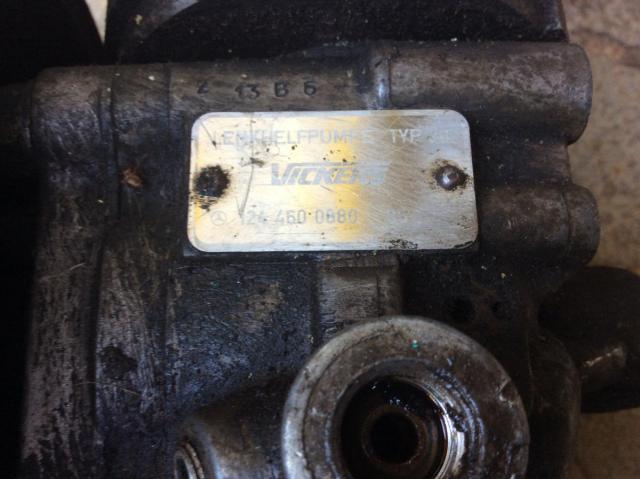 13 B 6
LENKHELFPUMPE TYP
VICKERS
124 460 0880